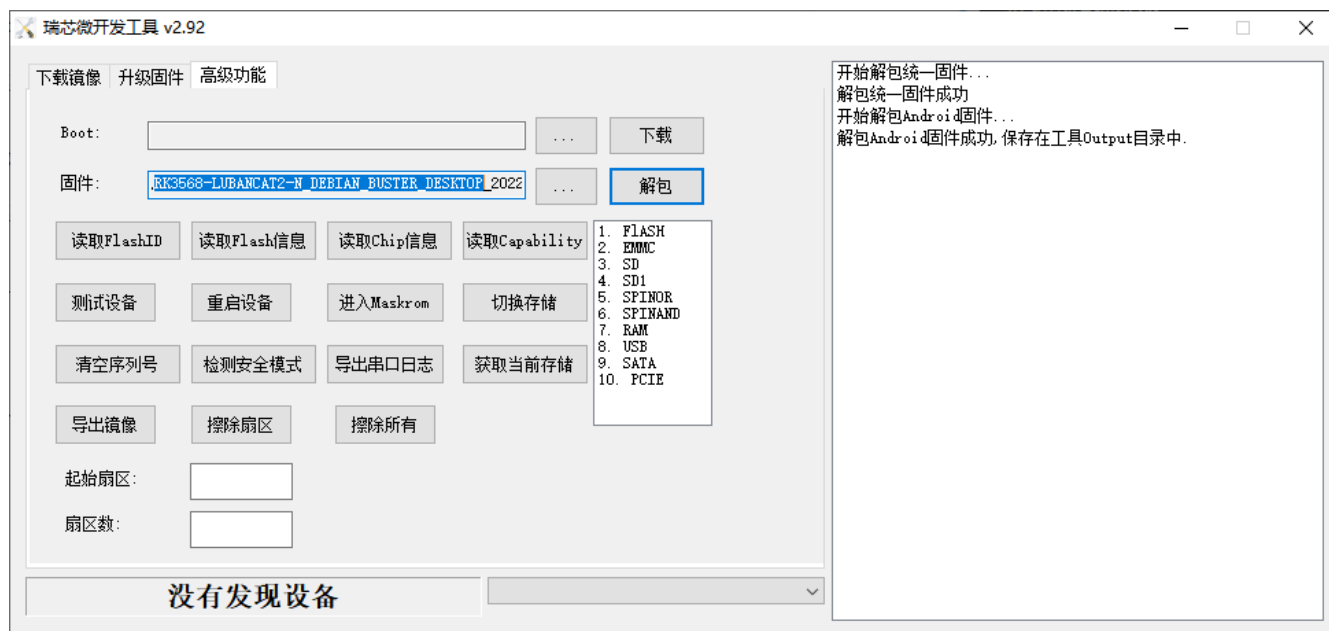 瑞芯微开发工具 v2.92
下载镜像 升级固件 高级功能
Boot: ... 下载
固件: .RK3568-LUBANCAT2-N_DEBIAN_BUSTER_DESKTOP_2022 ... 解包
读取FlashID 读取Flash信息 读取Chip信息 读取Capability
测试设备 重启设备 进入Maskrom 切换存储
清空序列号 检测安全模式 导出串口日志 获取当前存储
导出镜像 擦除扇区 擦除所有
1. FLASH
2. EMMC
3. SD
4. SD1
5. SPINOR
6. SPINAND
7. RAM
8. USB
9. SATA
10. PCIE
起始扇区:
扇区数:
没有发现设备
开始解包统一固件...
解包统一固件成功
开始解包Android固件...
解包Android固件成功,保存在工具Output目录中.